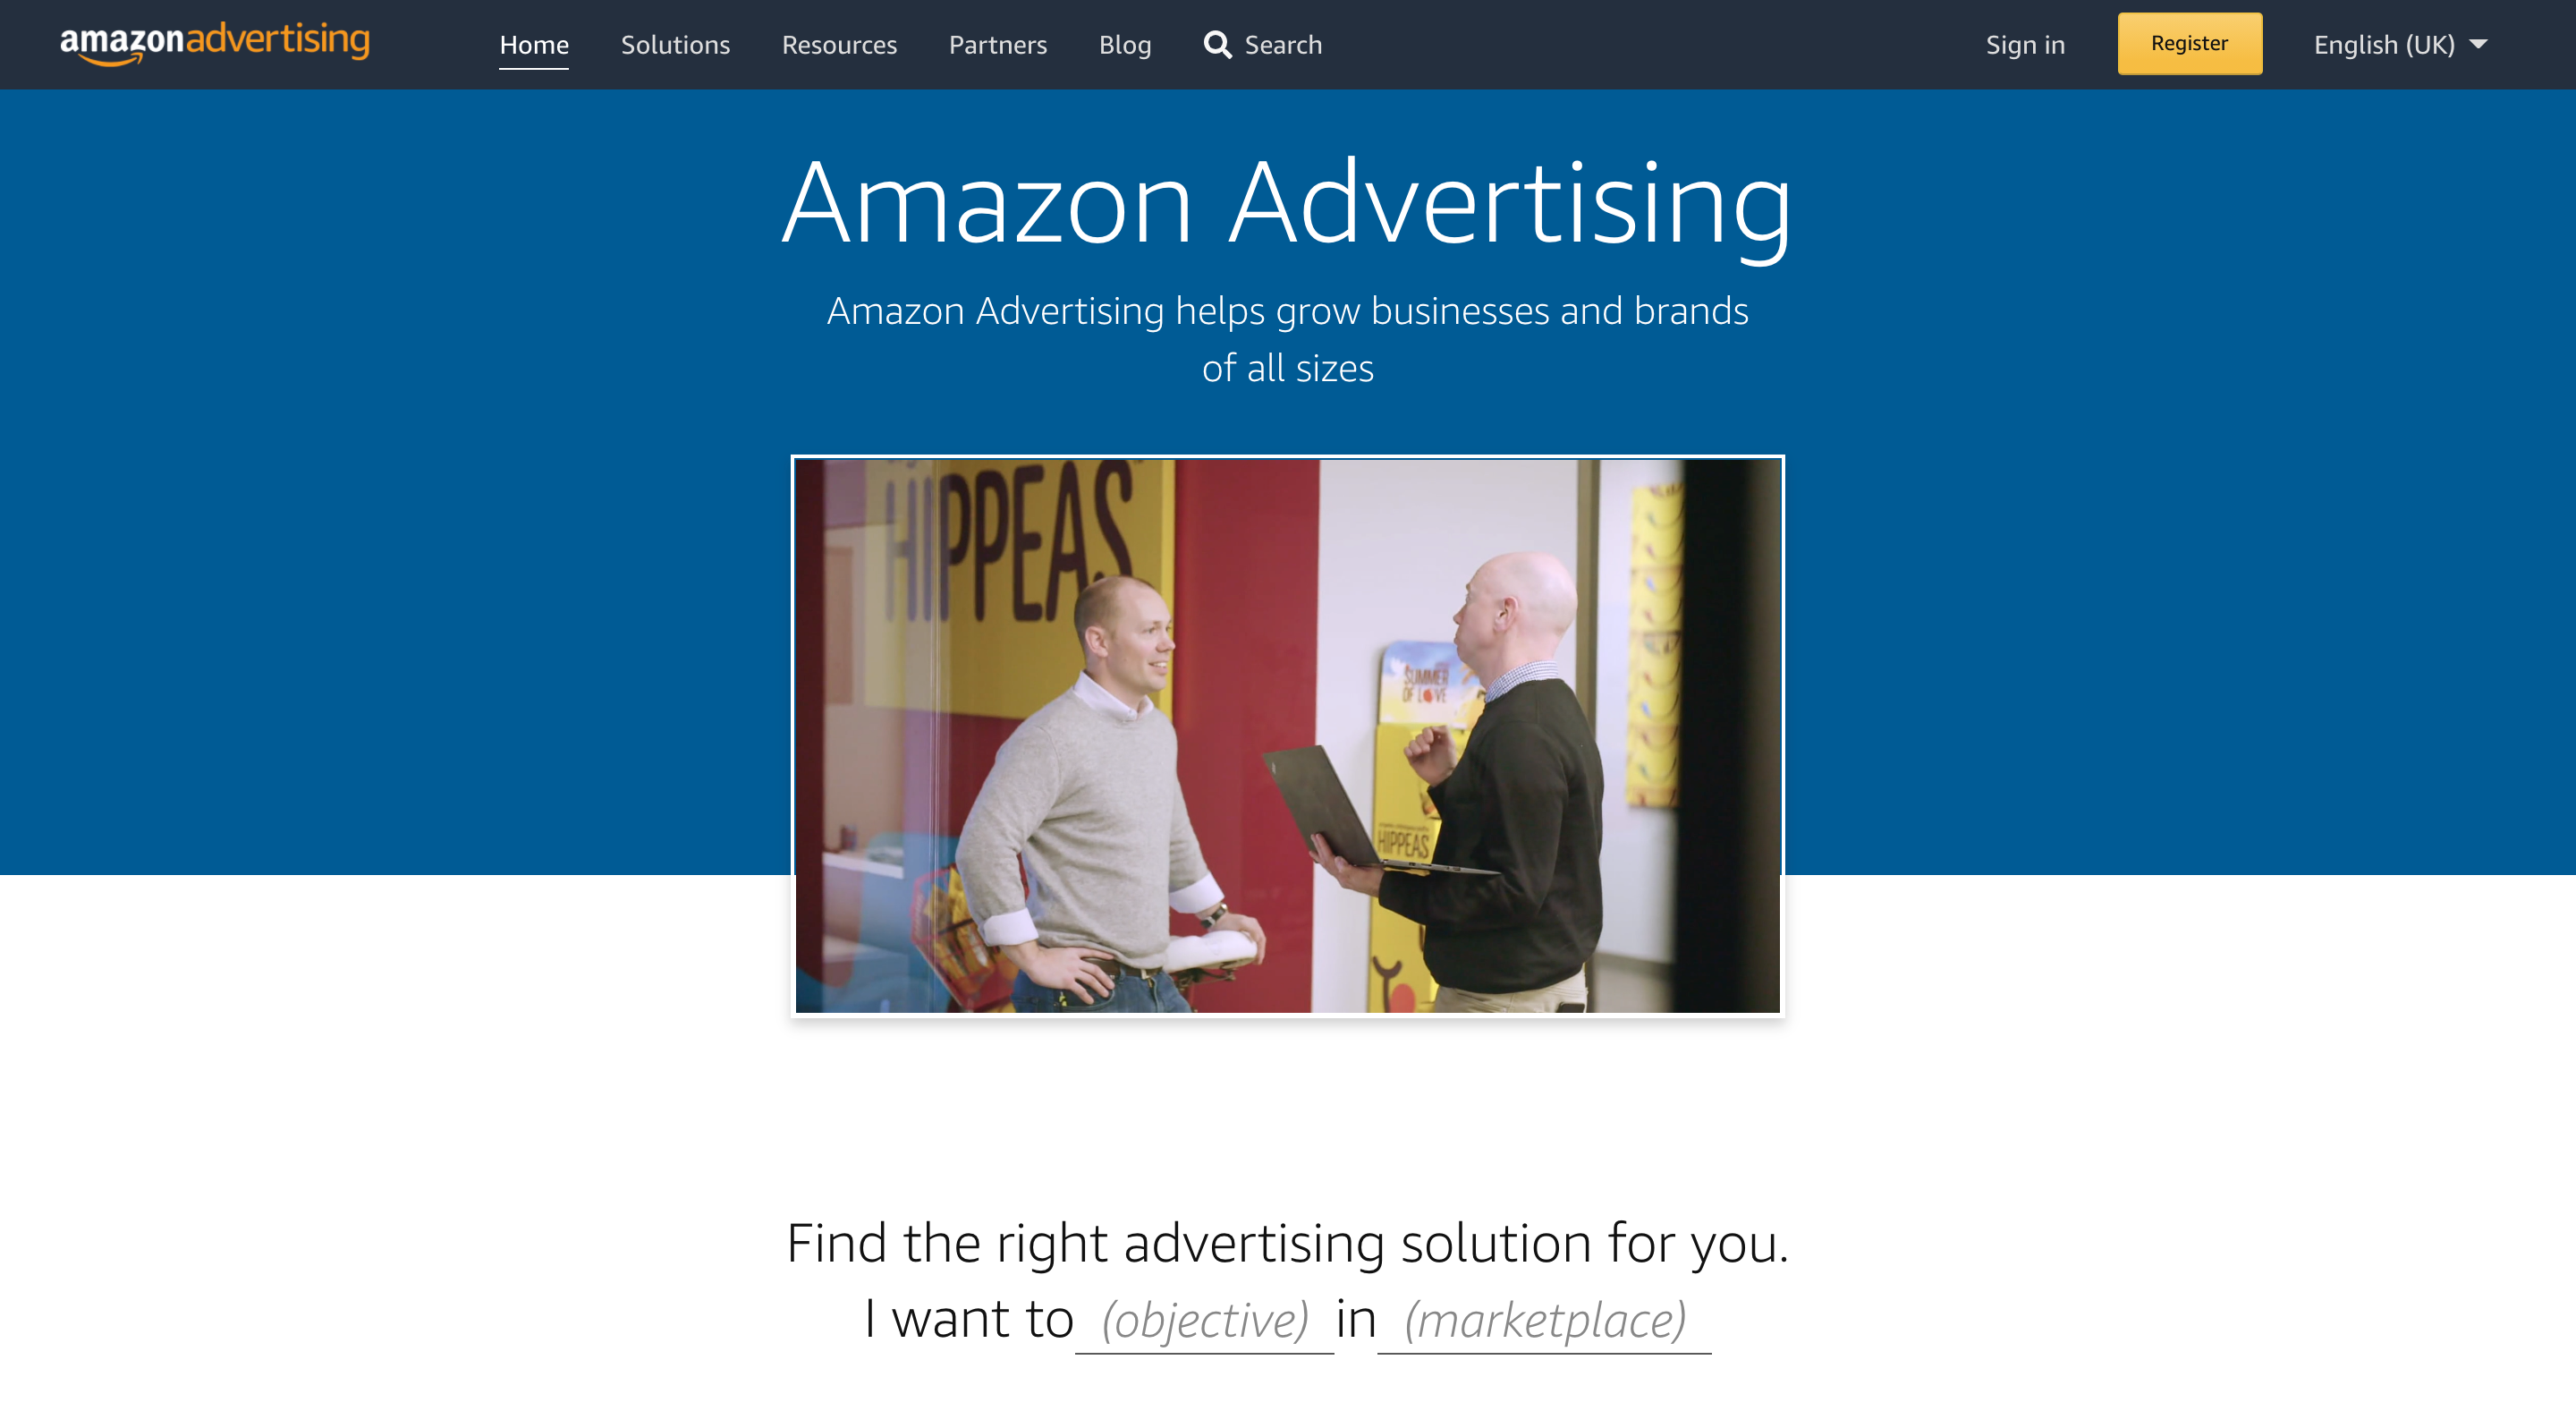 amazonadvertising
Home
Solutions
Resources
Partners
Blog
Search
Sign in
Register
English (UK)
Amazon Advertising
Amazon Advertising helps grow businesses and brands
of all sizes
HIPPEAS
SUMMER
OF LOVE
HIPPEAS
Find the right advertising solution for you.
I want to (objective) in (marketplace)